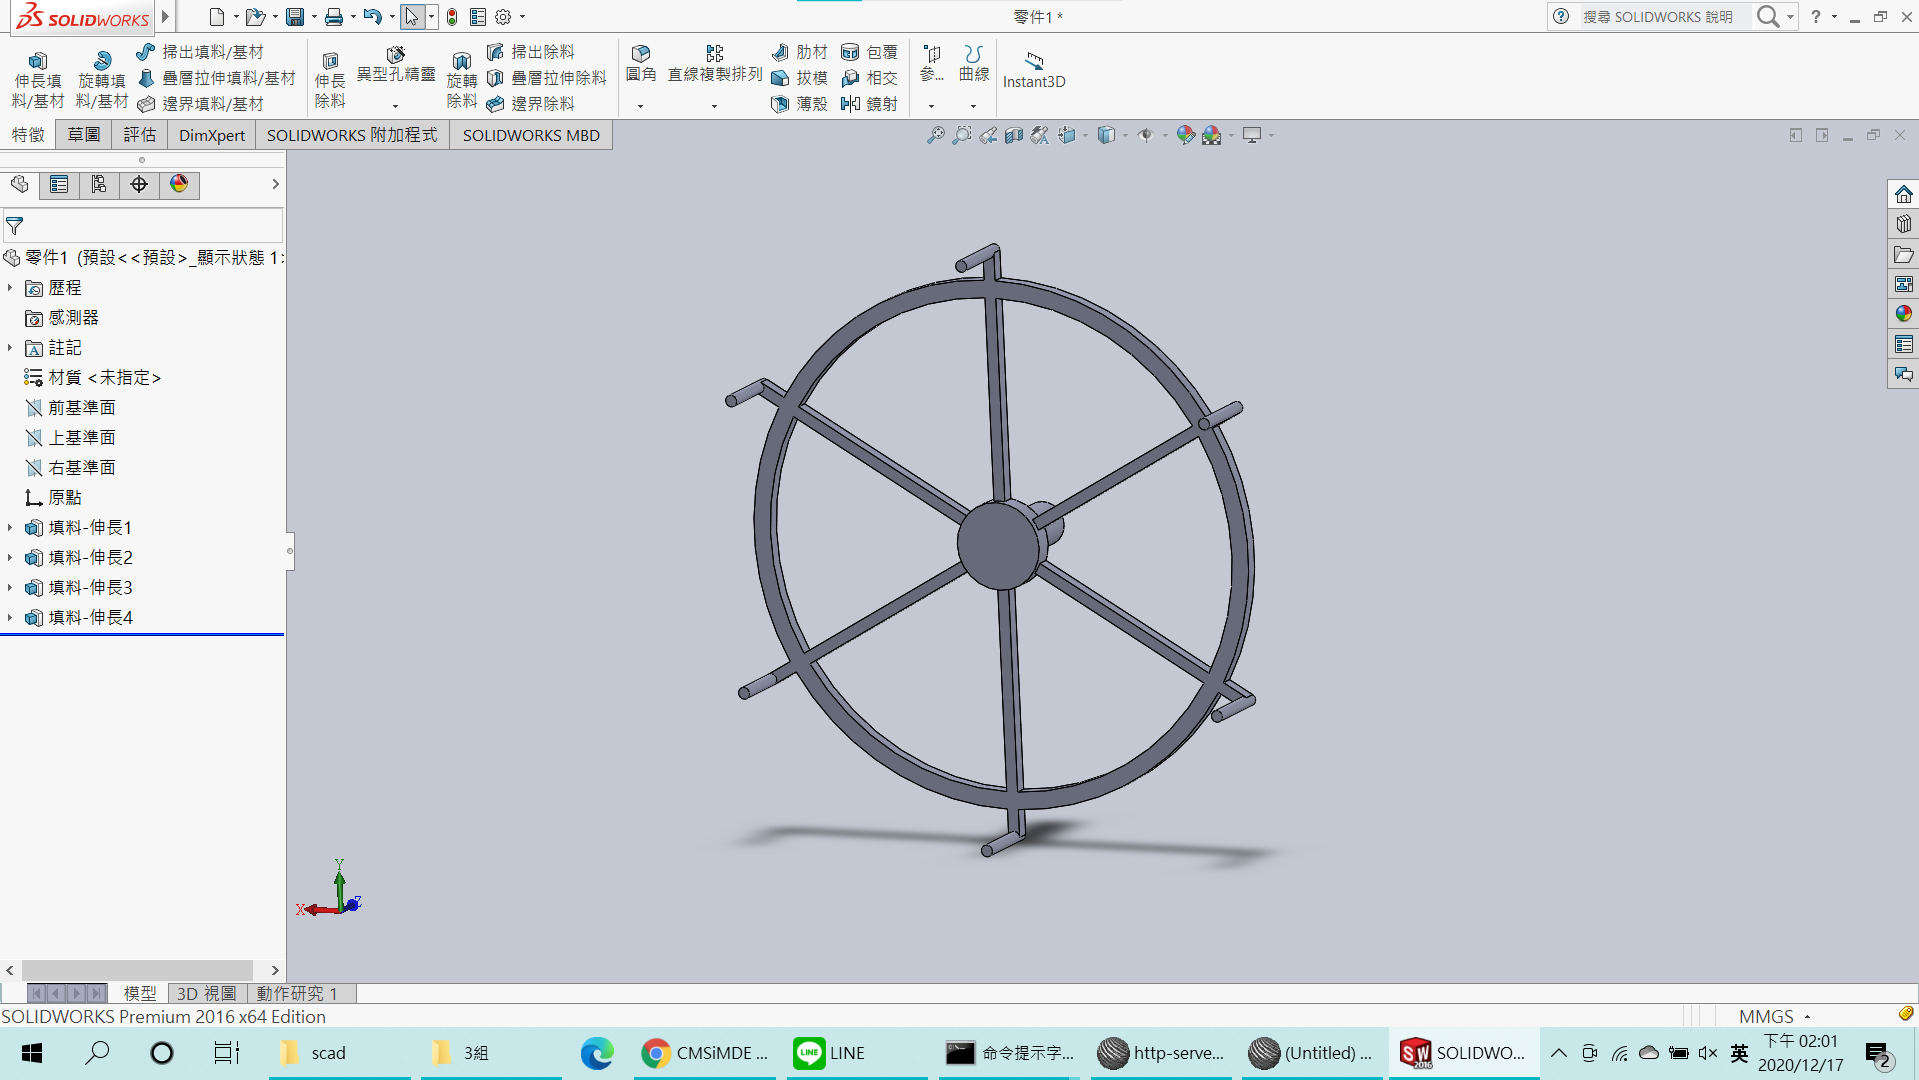 SOLIDWORKS
零件1 *
搜尋 SOLIDWORKS 說明
伸長填
料/基材
旋轉填
料/基材
掃出填料/基材
疊層拉伸填料/基材
邊界填料/基材
伸長
除料
異型孔精靈
旋轉
除料
掃出除料
疊層拉伸除料
邊界除料
圓角
直線複製排列
肋材
拔模
薄殼
包覆
相交
鏡射
參...
曲線
Instant3D
特徵
草圖
評估
DimXpert
SOLIDWORKS 附加程式
SOLIDWORKS MBD
零件1 (預設<<預設>_顯示狀態 1>
歷程
感測器
註記
材質 <未指定>
前基準面
上基準面
右基準面
原點
填料-伸長1
填料-伸長2
填料-伸長3
填料-伸長4
Y
X
Z
模型
3D 視圖
動作研究 1
SOLIDWORKS Premium 2016 x64 Edition
MMGS
scad
3組
CMSiMDE ...
LINE
命令提示字...
http-serve...
(Untitled) ...
SOLIDWO...
英
下午 02:01
2020/12/17
2